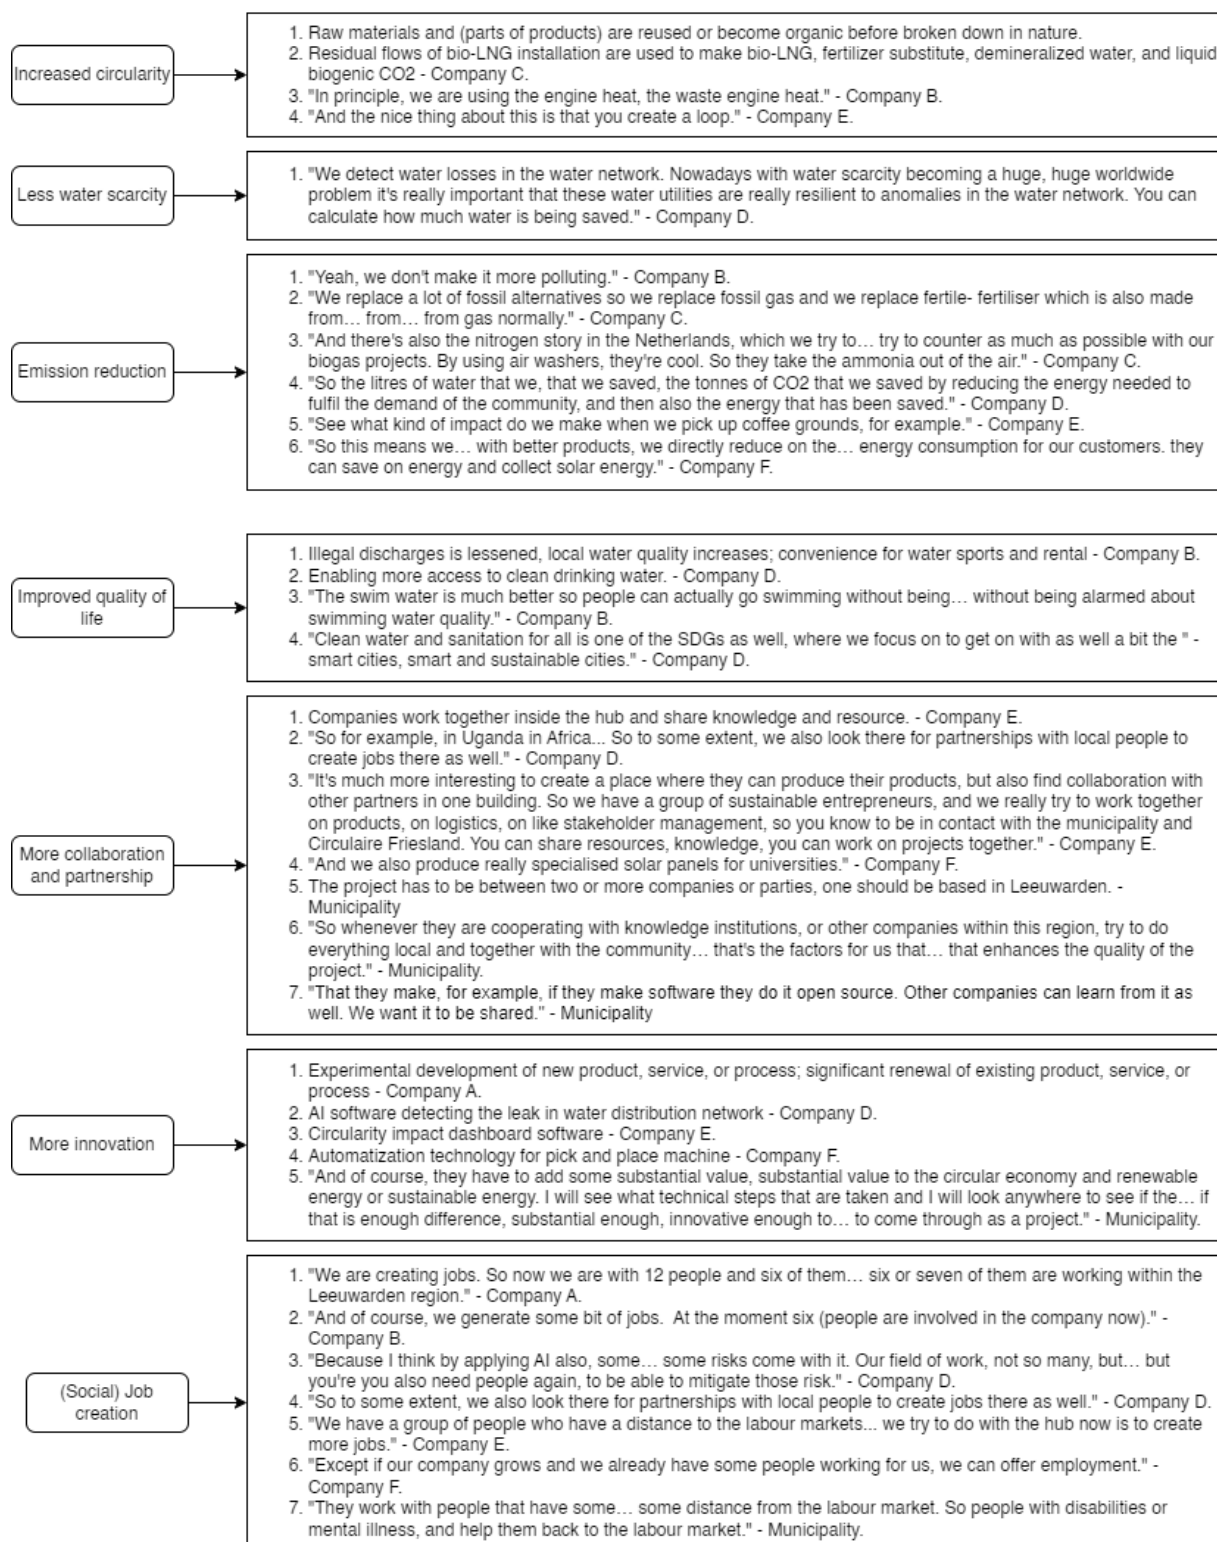 Increased circularity
1. Raw materials and (parts of products) are reused or become organic before broken down in nature.
2. Residual flows of bio-LNG installation are used to make bio-LNG, fertilizer substitute, demineralized water, and liquid
biogenic CO2 - Company C.
3. "In principle, we are using the engine heat, the waste engine heat." - Company B.
4. "And the nice thing about this is that you create a loop." - Company E.
Less water scarcity
1. "We detect water losses in the water network. Nowadays with water scarcity becoming a huge, huge worldwide
problem it's really important that these water utilities are really resilient to anomalies in the water network. You can
calculate how much water is being saved." - Company D.
Emission reduction
1. "Yeah, we don't make it more polluting." - Company B.
2. "We replace a lot of fossil alternatives so we replace fossil gas and we replace fertile- fertiliser which is also made
from... from... from gas normally." - Company C.
3. "And there's also the nitrogen story in the Netherlands, which we try to... try to counter as much as possible with our
biogas projects. By using air washers, they're cool. So they take the ammonia out of the air." - Company C.
4. "So the litres of water that we, that we saved, the tonnes of CO2 that we saved by reducing the energy needed to
fulfil the demand of the community, and then also the energy that has been saved." - Company D.
5. "See what kind of impact do we make when we pick up coffee grounds, for example." - Company E.
6. "So this means we... with better products, we directly reduce on the... energy consumption for our customers. they
can save on energy and collect solar energy." - Company F.
Improved quality of
life
1. Illegal discharges is lessened, local water quality increases; convenience for water sports and rental - Company B.
2. Enabling more access to clean drinking water. - Company D.
3. "The swim water is much better so people can actually go swimming without being... without being alarmed about
swimming water quality." - Company B.
4. "Clean water and sanitation for all is one of the SDGs as well, where we focus on to get on with as well a bit the " -
smart cities, smart and sustainable cities." - Company D.
More collaboration
and partnership
1. Companies work together inside the hub and share knowledge and resource. - Company E.
2. "So for example, in Uganda in Africa... So to some extent, we also look there for partnerships with local people to
create jobs there as well." - Company D.
3. "It's much more interesting to create a place where they can produce their products, but also find collaboration with
other partners in one building. So we have a group of sustainable entrepreneurs, and we really try to work together
on products, on logistics, on like stakeholder management, so you know to be in contact with the municipality and
Circulaire Friesland. You can share resources, knowledge, you can work on projects together." - Company E.
4. "And we also produce really specialised solar panels for universities." - Company F.
5. The project has to be between two or more companies or parties, one should be based in Leeuwarden. -
Municipality
6. "So whenever they are cooperating with knowledge institutions, or other companies within this region, try to do
everything local and together with the community... that's the factors for us that... that enhances the quality of the
project." - Municipality.
7. "That they make, for example, if they make software they do it open source. Other companies can learn from it as
well. We want it to be shared." - Municipality
More innovation
1. Experimental development of new product, service, or process; significant renewal of existing product, service, or
process - Company A.
2. AI software detecting the leak in water distribution network - Company D.
3. Circularity impact dashboard software - Company E.
4. Automatization technology for pick and place machine - Company F.
5. "And of course, they have to add some substantial value, substantial value to the circular economy and renewable
energy or sustainable energy. I will see what technical steps that are taken and I will look anywhere to see if the... if
that is enough difference, substantial enough, innovative enough to... to come through as a project." - Municipality.
(Social) Job
creation
1. "We are creating jobs. So now we are with 12 people and six of them... six or seven of them are working within the
Leeuwarden region." - Company A.
2. "And of course, we generate some bit of jobs.  At the moment six (people are involved in the company now)." -
Company B.
3. "Because I think by applying AI also, some... some risks come with it. Our field of work, not so many, but... but
you're you also need people again, to be able to mitigate those risk." - Company D.
4. "So to some extent, we also look there for partnerships with local people to create jobs there as well." - Company D.
5. "We have a group of people who have a distance to the labour markets... we try to do with the hub now is to create
more jobs." - Company E.
6. "Except if our company grows and we already have some people working for us, we can offer employment." -
Company F.
7. "They work with people that have some... some distance from the labour market. So people with disabilities or
mental illness, and help them back to the labour market." - Municipality.